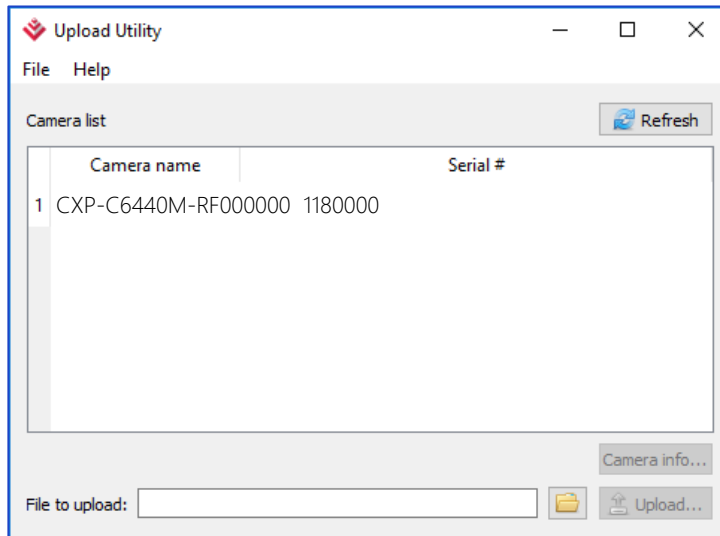 Upload Utility
File Help
Camera list Refresh
Camera name Serial #
1 CXP-C6440M-RF000000 1180000
Camera info...
File to upload: Upload...